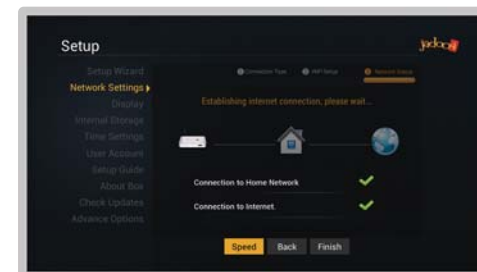 Setup
jadoo
Setup Wizard
Network Settings
Display
Internal Storage
Time Settings
User Account
Setup Guide
About Box
Check Updates
Advance Options
Connection Type
WiFi Setup
Network Status
Establishing internet connection, please wait...
Connection to Home Network
Connection to Internet.
Speed
Back
Finish